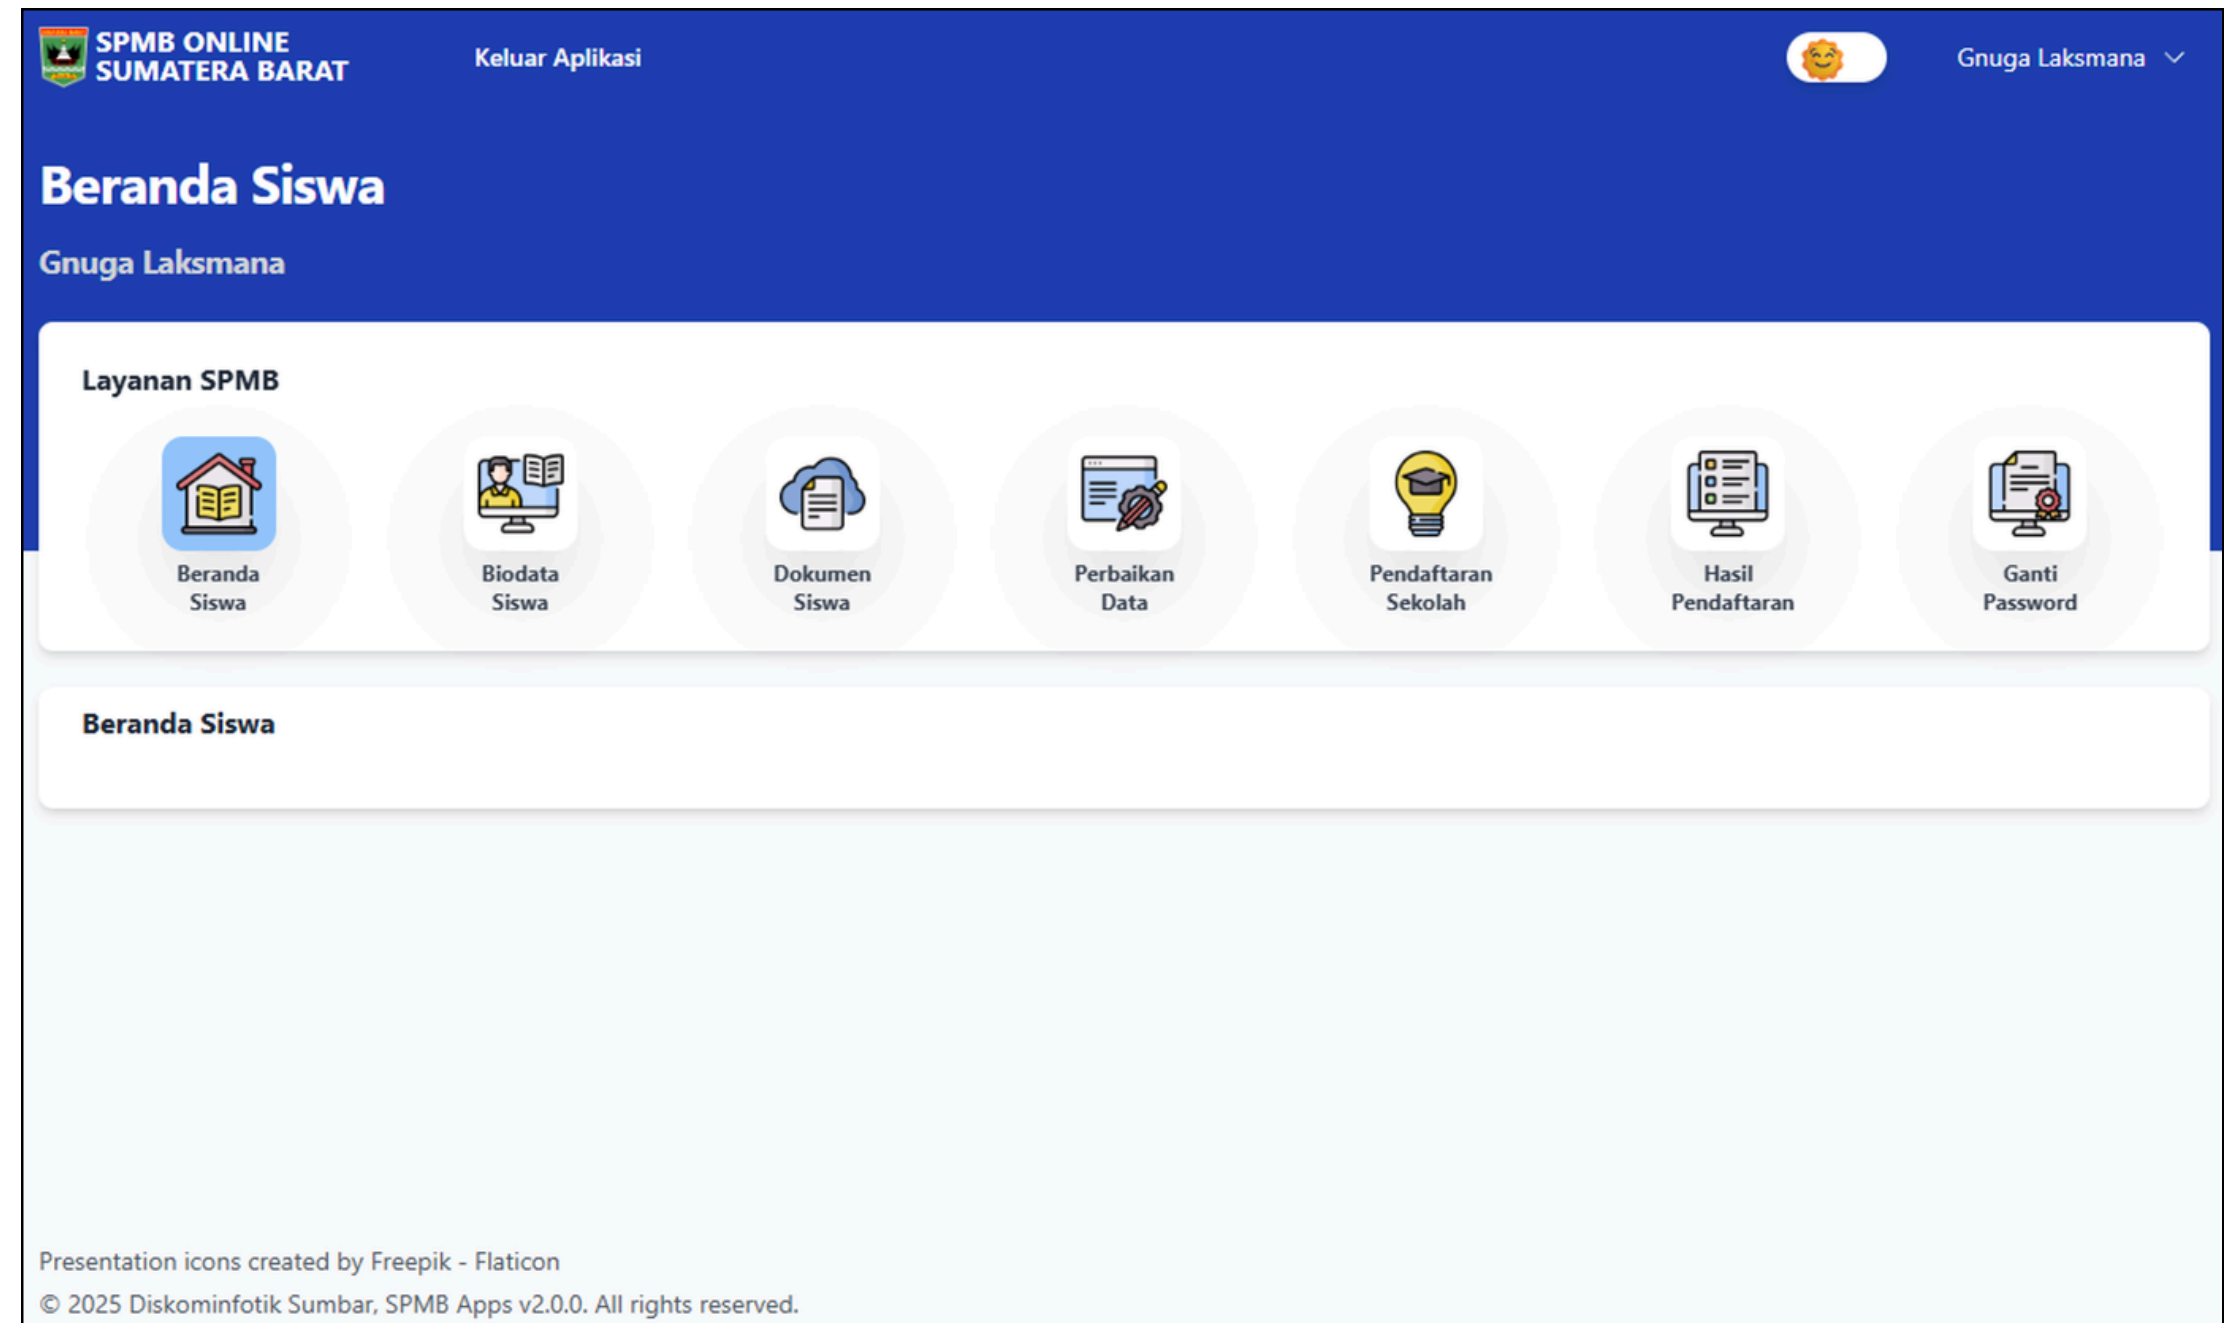 SPMB ONLINE
SUMATERA BARAT
Keluar Aplikasi
Gnuga Laksmana
Beranda Siswa
Gnuga Laksmana
Layanan SPMB
Beranda
Siswa
Biodata
Siswa
Dokumen
Siswa
Perbaikan
Data
Pendaftaran
Sekolah
Hasil
Pendaftaran
Ganti
Password
Beranda Siswa
Presentation icons created by Freepik - Flaticon
© 2025 Diskominfotik Sumbar, SPMB Apps v2.0.0. All rights reserved.